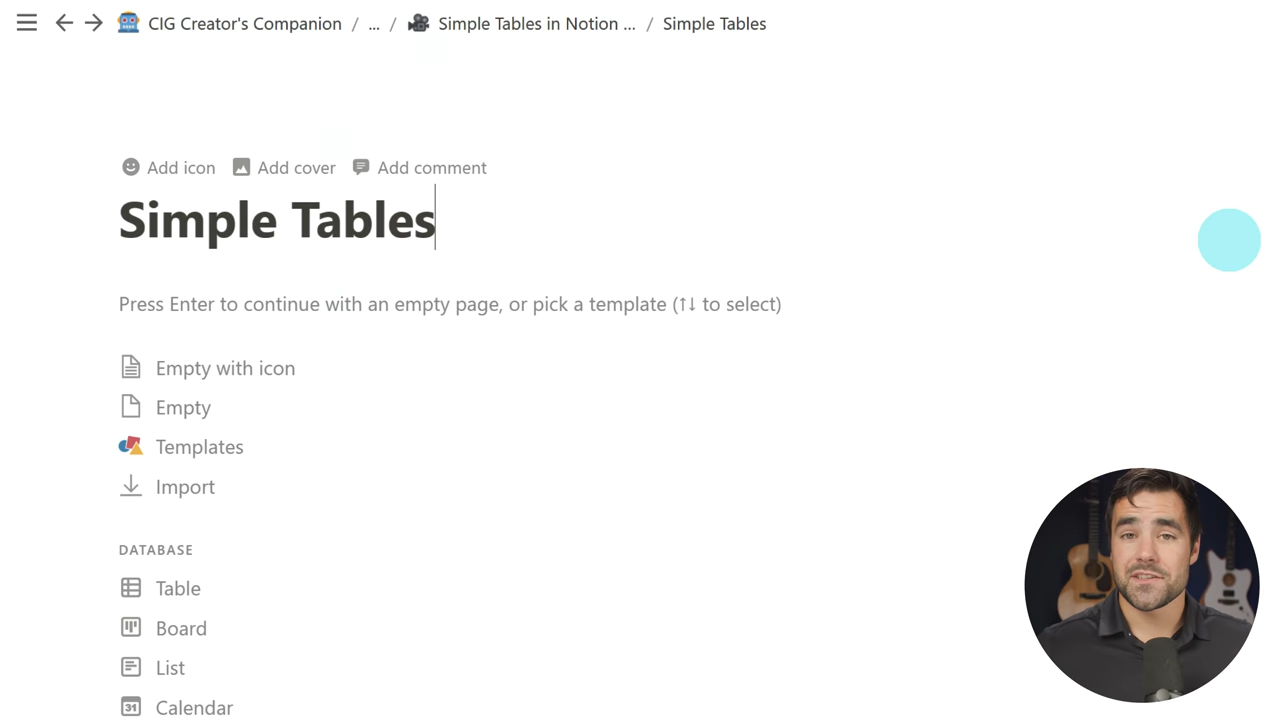 CIG Creator's Companion / ... / Simple Tables in Notion ... / Simple Tables
Add icon Add cover Add comment
Simple Tables
Press Enter to continue with an empty page, or pick a template (↑↓ to select)
Empty with icon
Empty
Templates
Import
DATABASE
Table
Board
List
31 Calendar